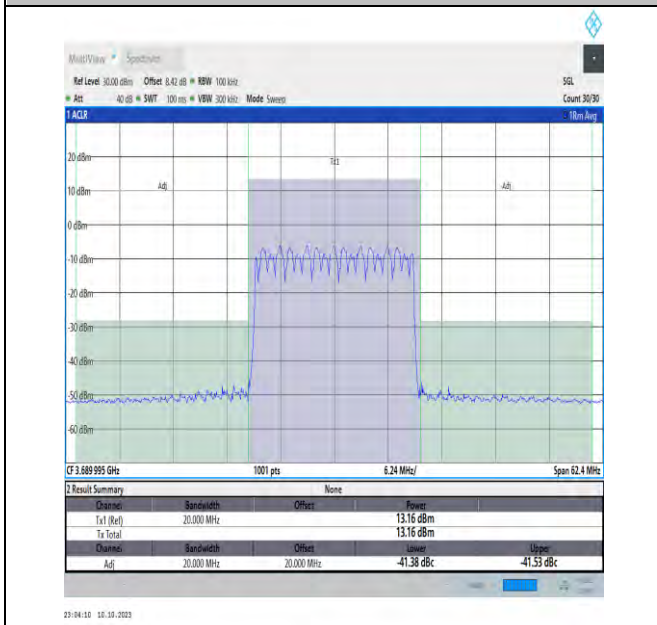 MultiView Spectrum
Ref Level 30.00 dBm Offset 8.42 dB RBW 100 kHz SGL
Att 40 dB SWT 100 ms VBW 300 kHz Mode Sweep Count 30/30
1 ACLR 1Rm Avg
Tx1
20 dBm
Adj Adj
10 dBm
0 dBm
-10 dBm
-20 dBm
-30 dBm
-40 dBm
-50 dBm
-60 dBm
CF 3.689 995 GHz 1001 pts 6.24 MHz/ Span 62.4 MHz
2 Result Summary None
Channel Bandwidth Offset Power
Tx1 (Ref) 20.000 MHz 13.16 dBm
Tx Total 13.16 dBm
Channel Bandwidth Offset Lower Upper
Adj 20.000 MHz 20.000 MHz -41.38 dBc -41.53 dBc
23:04:10 10.10.2023